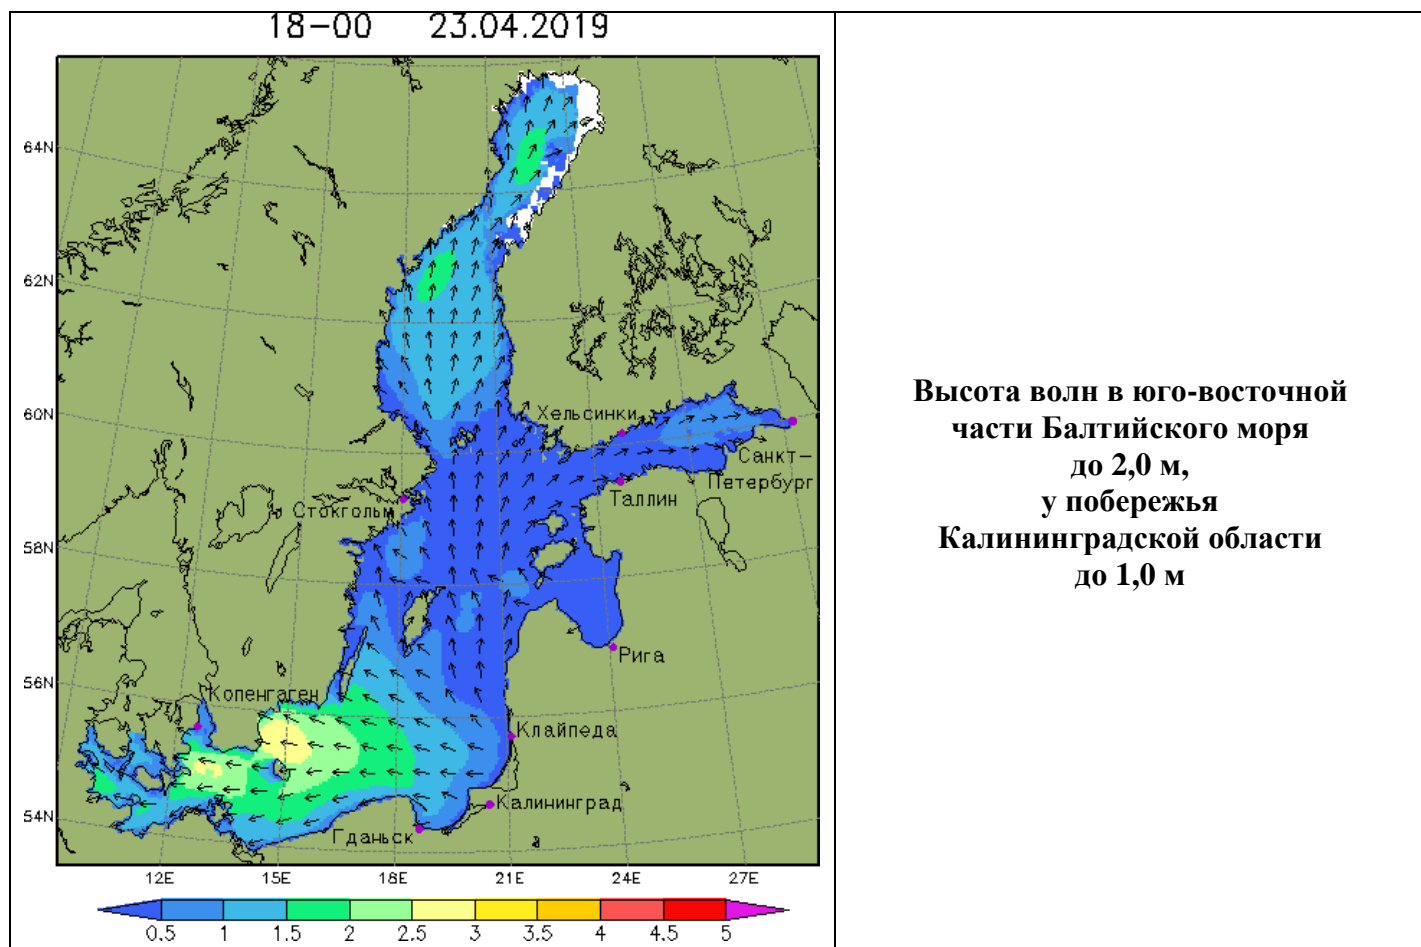 18-00 23.04.2019
64N
62N
60N
58N
56N
54N
Хельсинки
Санкт-
Петербург
Таллин
Стокгольм
Рига
Копенгаген
Клайпеда
Калининград
Гданьск
12E 15E 18E 21E 24E 27E
0.5 1 1.5 2 2.5 3 3.5 4 4.5 5
Высота волн в юго-восточной
части Балтийского моря
до 2,0 м,
у побережья
Калининградской области
до 1,0 м